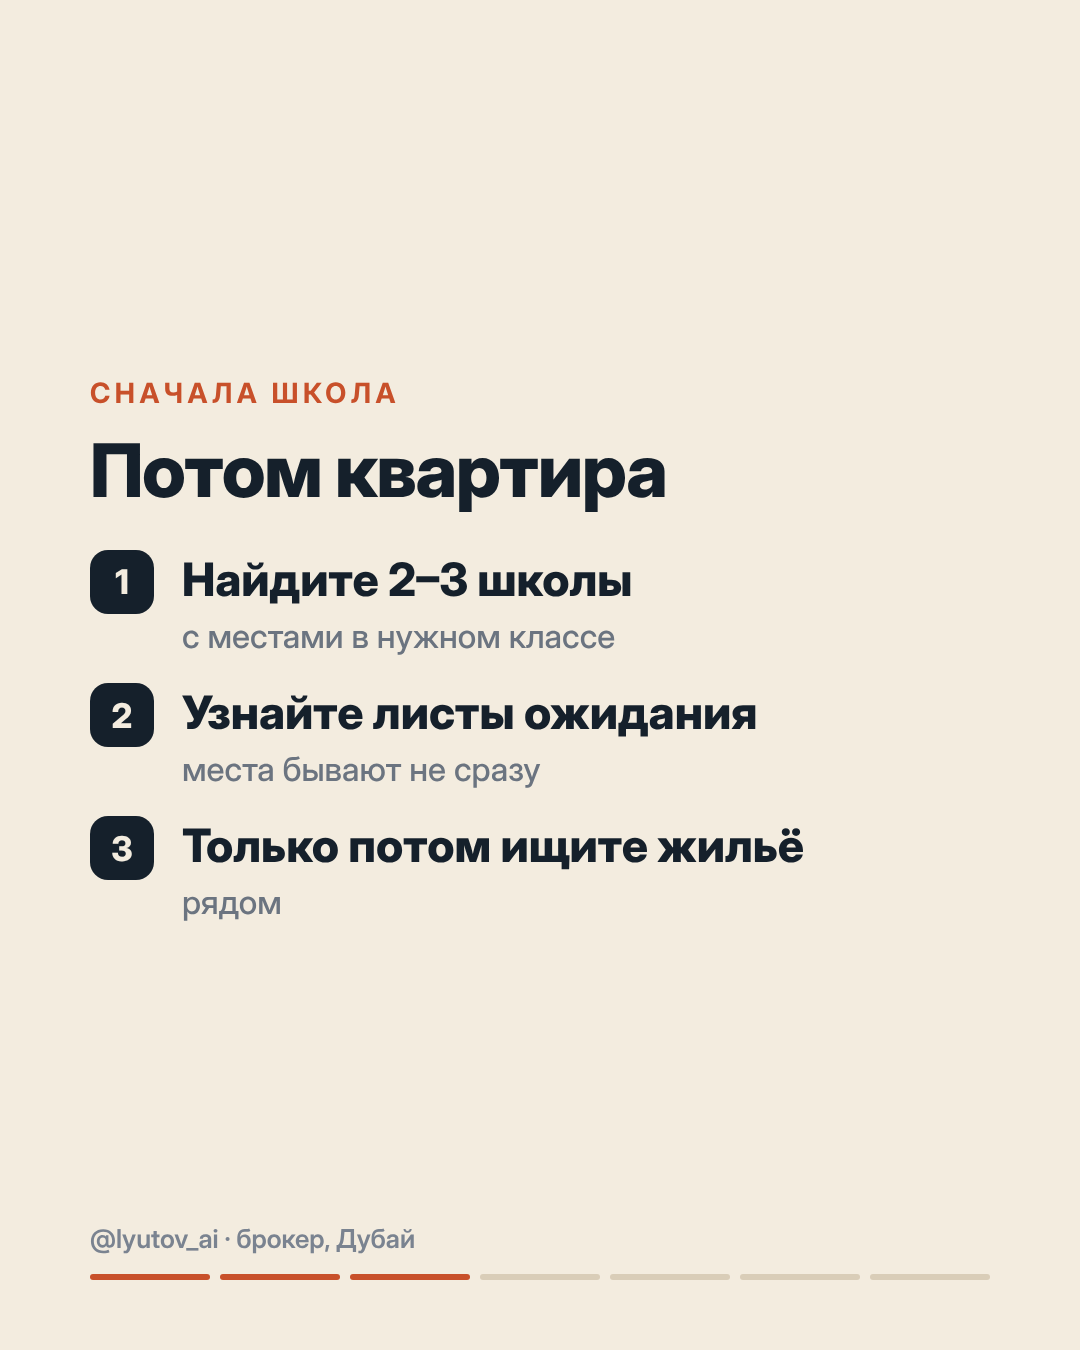 СНАЧАЛА ШКОЛА
Потом квартира
1 Найдите 2–3 школы
с местами в нужном классе
2 Узнайте листы ожидания
места бывают не сразу
3 Только потом ищите жильё
рядом
@lyutov_ai · брокер, Дубай